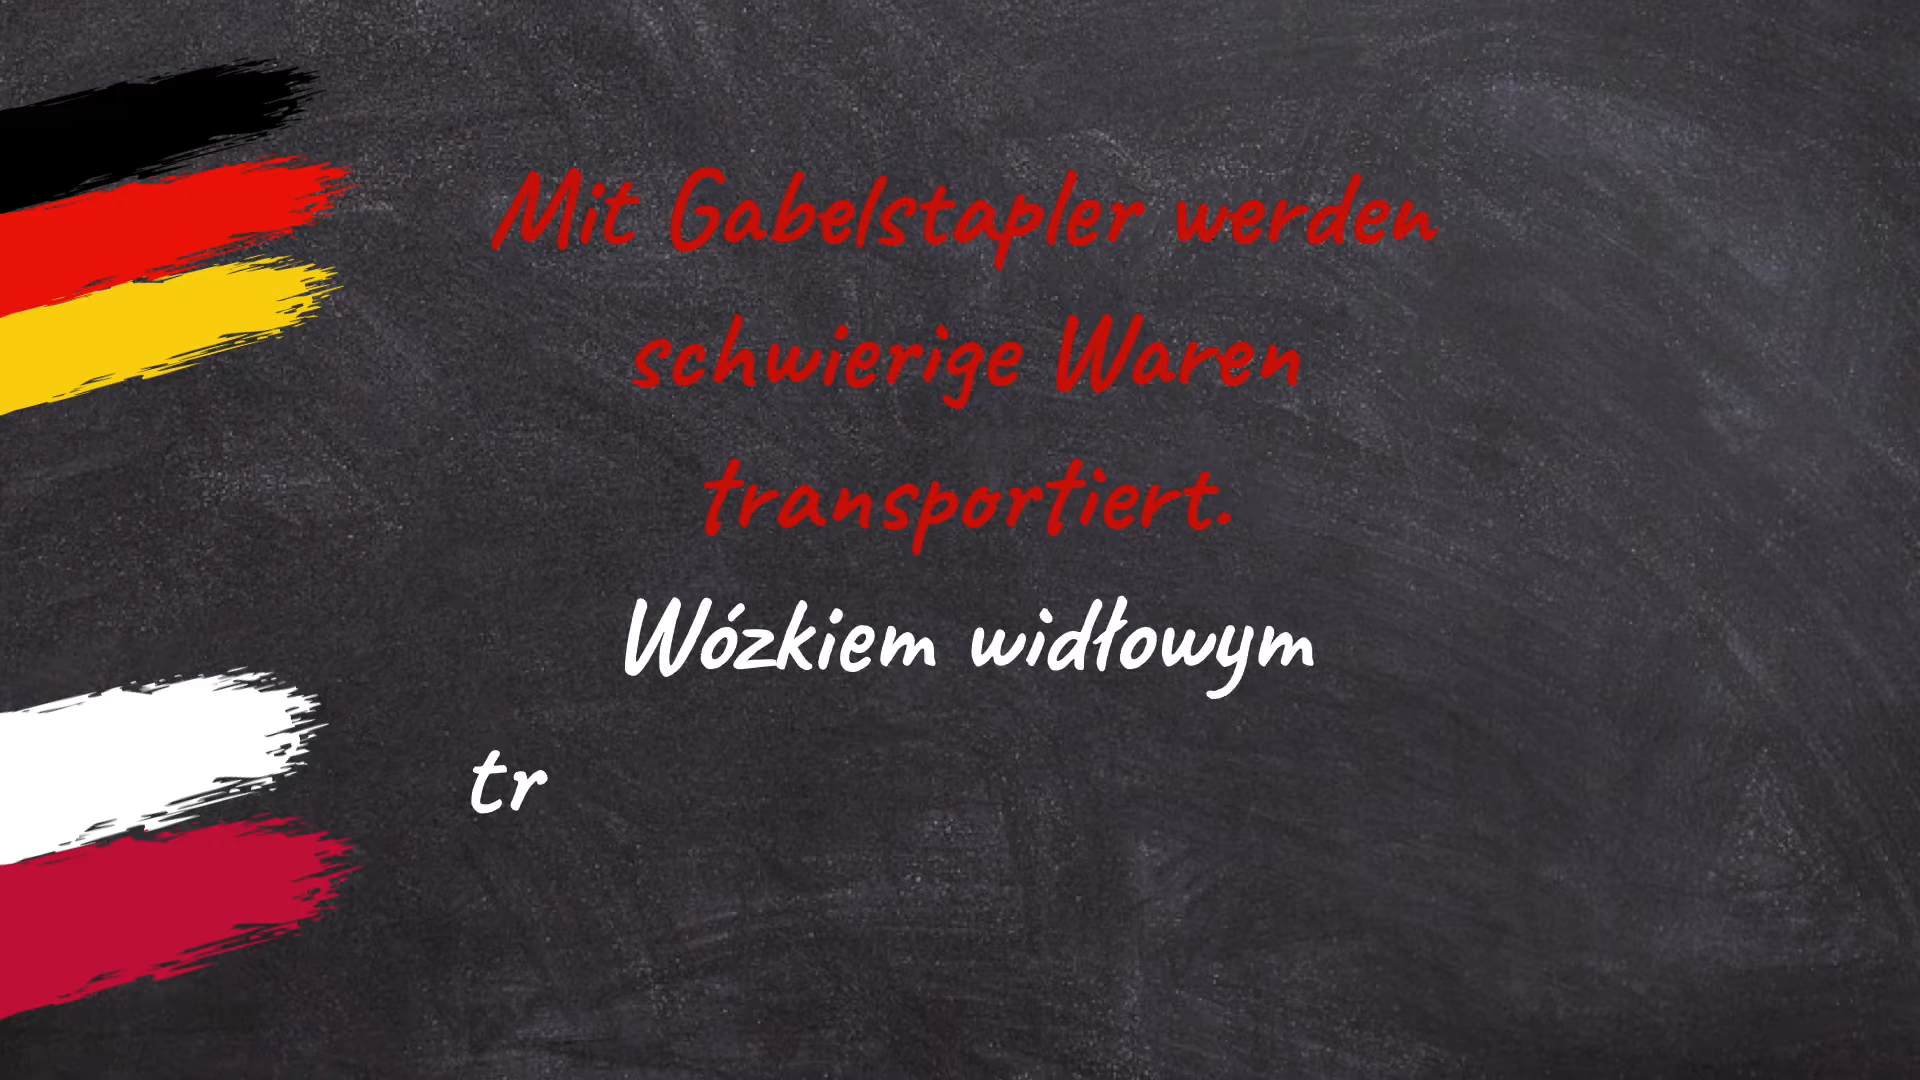 Mit Gabelstapler werden
schwierige Waren
transportiert.
Wózkiem widłowym
tr